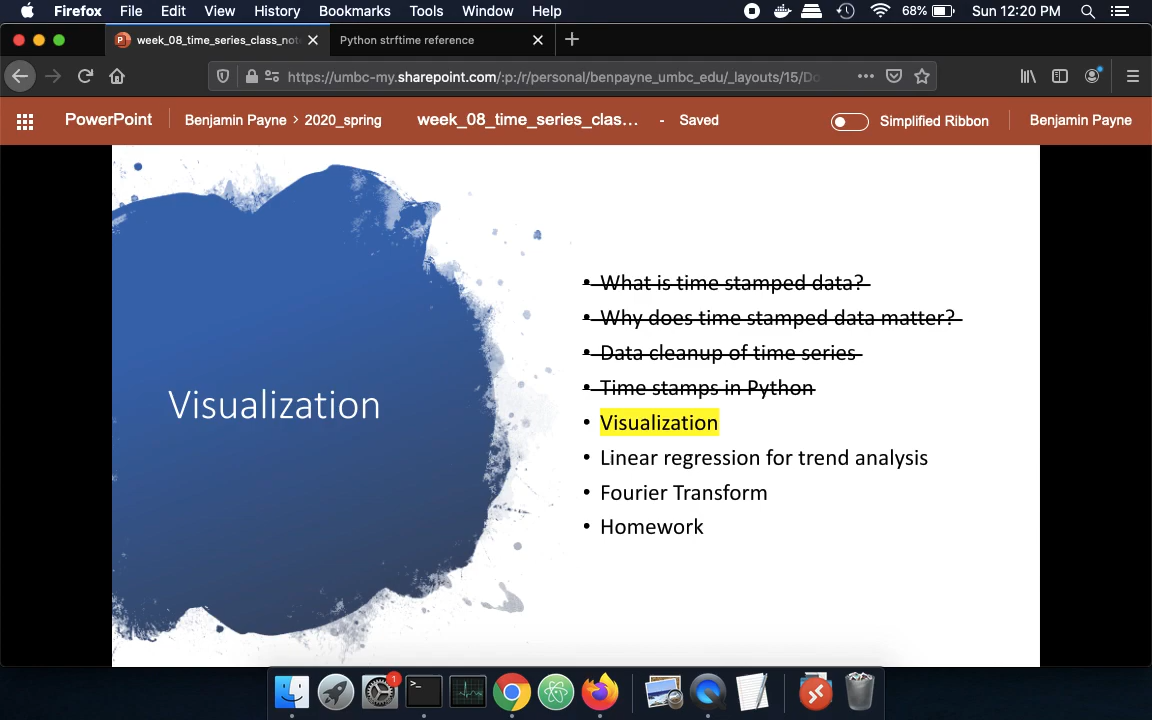 Firefox File Edit View History Bookmarks Tools Window Help 68% Sun 12:20 PM
week_08_time_series_class_not Python strftime reference
https://umbc-my.sharepoint.com/:p:/r/personal/benpayne_umbc_edu/_layouts/15/Do
PowerPoint Benjamin Payne > 2020_spring week_08_time_series_clas... - Saved Simplified Ribbon Benjamin Payne
Visualization
• What is time stamped data?
• Why does time stamped data matter?
• Data cleanup of time series
• Time stamps in Python
• Visualization
• Linear regression for trend analysis
• Fourier Transform
• Homework
1